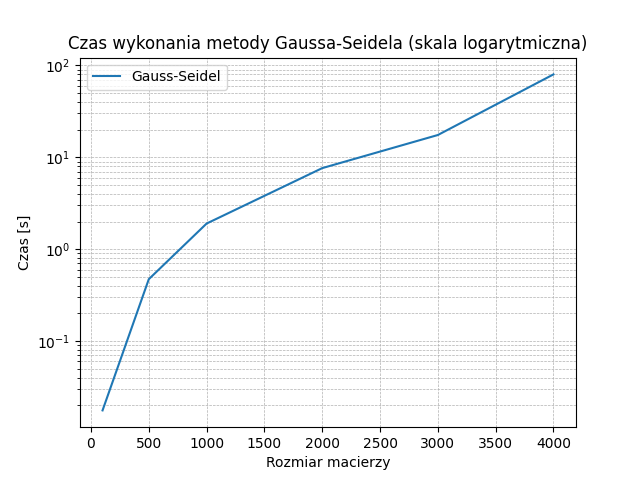 Czas wykonania metody Gaussa-Seidela (skala logarytmiczna)
Gauss-Seidel
Czas [s]
10²
10¹
10⁰
10⁻¹
0 500 1000 1500 2000 2500 3000 3500 4000
Rozmiar macierzy